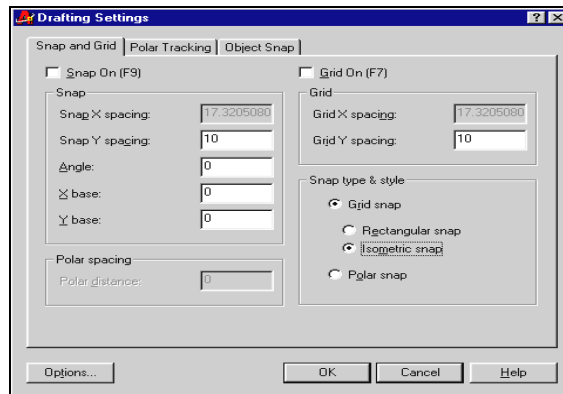 Drafting Settings
Snap and Grid
Polar Tracking
Object Snap
Snap On (F9)
Grid On (F7)
Snap
Snap X spacing: 17.3205080
Snap Y spacing: 10
Angle: 0
X base: 0
Y base: 0
Grid
Grid X spacing: 17.3205080
Grid Y spacing: 10
Snap type & style
Grid snap
Rectangular snap
Isometric snap
Polar snap
Polar spacing
Polar distance: 0
Options...
OK
Cancel
Help